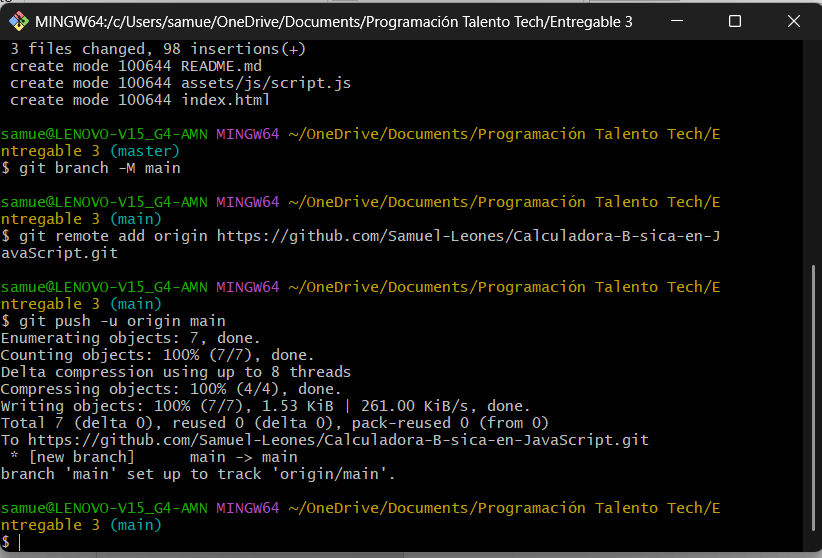 MINGW64:/c/Users/samue/OneDrive/Documents/Programación Talento Tech/Entregable 3
3 files changed, 98 insertions(+)
create mode 100644 README.md
create mode 100644 assets/js/script.js
create mode 100644 index.html
samue@LENOVO-V15_G4-AMN MINGW64 ~/OneDrive/Documents/Programación Talento Tech/E
ntregable 3 (master)
$ git branch -M main
samue@LENOVO-V15_G4-AMN MINGW64 ~/OneDrive/Documents/Programación Talento Tech/E
ntregable 3 (main)
$ git remote add origin https://github.com/Samuel-Leones/Calculadora-B-sica-en-J
avaScript.git
samue@LENOVO-V15_G4-AMN MINGW64 ~/OneDrive/Documents/Programación Talento Tech/E
ntregable 3 (main)
$ git push -u origin main
Enumerating objects: 7, done.
Counting objects: 100% (7/7), done.
Delta compression using up to 8 threads
Compressing objects: 100% (4/4), done.
Writing objects: 100% (7/7), 1.53 KiB | 261.00 KiB/s, done.
Total 7 (delta 0), reused 0 (delta 0), pack-reused 0 (from 0)
To https://github.com/Samuel-Leones/Calculadora-B-sica-en-JavaScript.git
* [new branch]      main -> main
branch 'main' set up to track 'origin/main'.
samue@LENOVO-V15_G4-AMN MINGW64 ~/OneDrive/Documents/Programación Talento Tech/E
ntregable 3 (main)
$